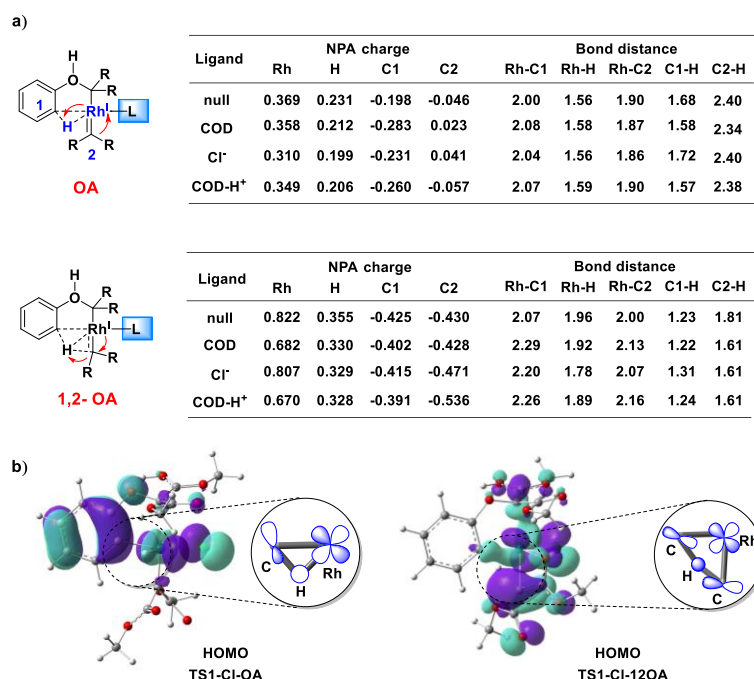 a)
H
O
R
R
1
Rh^I
L
H
R
R
2
OA
Ligand NPA charge Bond distance
Rh H C1 C2 Rh-C1 Rh-H Rh-C2 C1-H C2-H
null 0.369 0.231 -0.198 -0.046 2.00 1.56 1.90 1.68 2.40
COD 0.358 0.212 -0.283 0.023 2.08 1.58 1.87 1.58 2.34
Cl⁻ 0.310 0.199 -0.231 0.041 2.04 1.56 1.86 1.72 2.40
COD-H⁺ 0.349 0.206 -0.260 -0.057 2.07 1.59 1.90 1.57 2.38
H
O
R
R
Rh^I
L
H
R
R
1,2- OA
Ligand NPA charge Bond distance
Rh H C1 C2 Rh-C1 Rh-H Rh-C2 C1-H C2-H
null 0.822 0.355 -0.425 -0.430 2.07 1.96 2.00 1.23 1.81
COD 0.682 0.330 -0.402 -0.428 2.29 1.92 2.13 1.22 1.61
Cl⁻ 0.807 0.329 -0.415 -0.471 2.20 1.78 2.07 1.31 1.61
COD-H⁺ 0.670 0.328 -0.391 -0.536 2.26 1.89 2.16 1.24 1.61
b)
C
H
Rh
C
H
C
Rh
HOMO
TS1-Cl-OA
HOMO
TS1-Cl-12OA